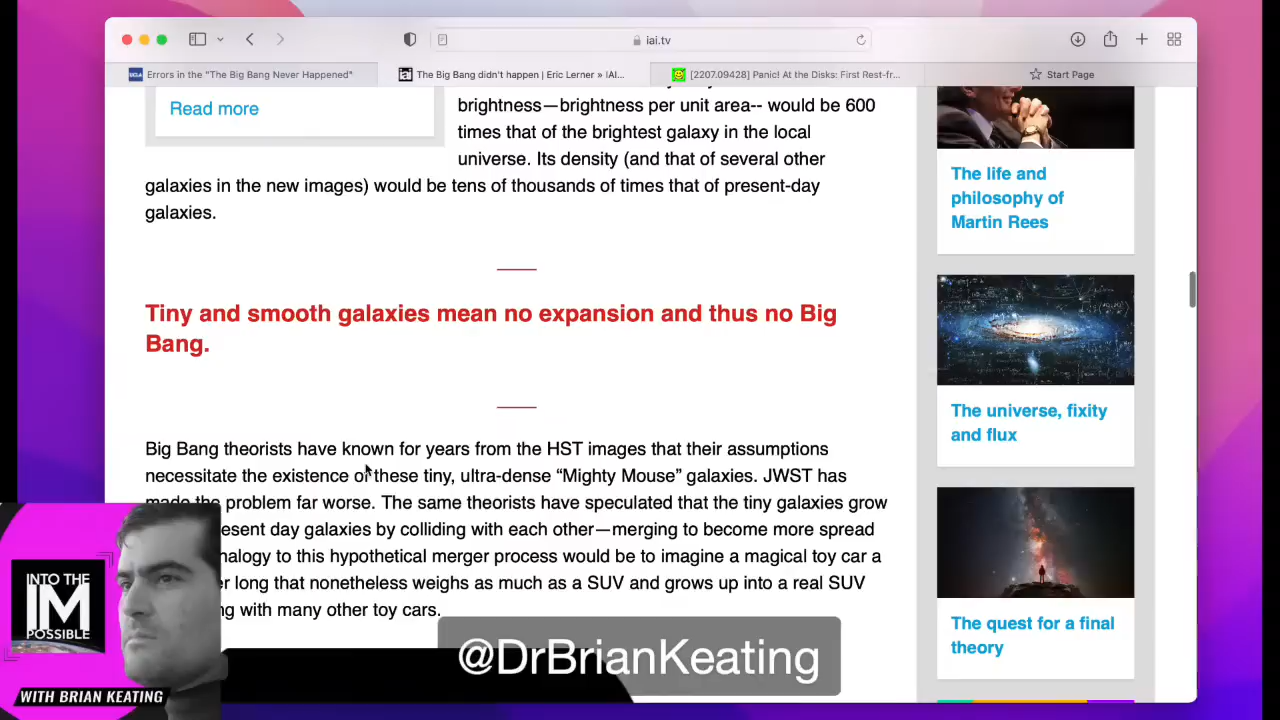 iai.tv
Errors in the "The Big Bang Never Happened"
The Big Bang didn't happen | Eric Lerner » IAI...
[2207.09428] Panic! At the Disks: First Rest-fr...
Start Page
Read more
brightness—brightness per unit area-- would be 600
times that of the brightest galaxy in the local
universe. Its density (and that of several other
galaxies in the new images) would be tens of thousands of times that of present-day
galaxies.
Tiny and smooth galaxies mean no expansion and thus no Big
Bang.
Big Bang theorists have known for years from the HST images that their assumptions
necessitate the existence of these tiny, ultra-dense “Mighty Mouse” galaxies. JWST has
made the problem far worse. The same theorists have speculated that the tiny galaxies grow
present day galaxies by colliding with each other—merging to become more spread
to this hypothetical merger process would be to imagine a magical toy car a
long that nonetheless weighs as much as a SUV and grows up into a real SUV
with many other toy cars.
The life and
philosophy of
Martin Rees
The universe, fixity
and flux
The quest for a final
theory
INTO THE
IM
POSSIBLE
WITH BRIAN KEATING
@DrBrianKeating